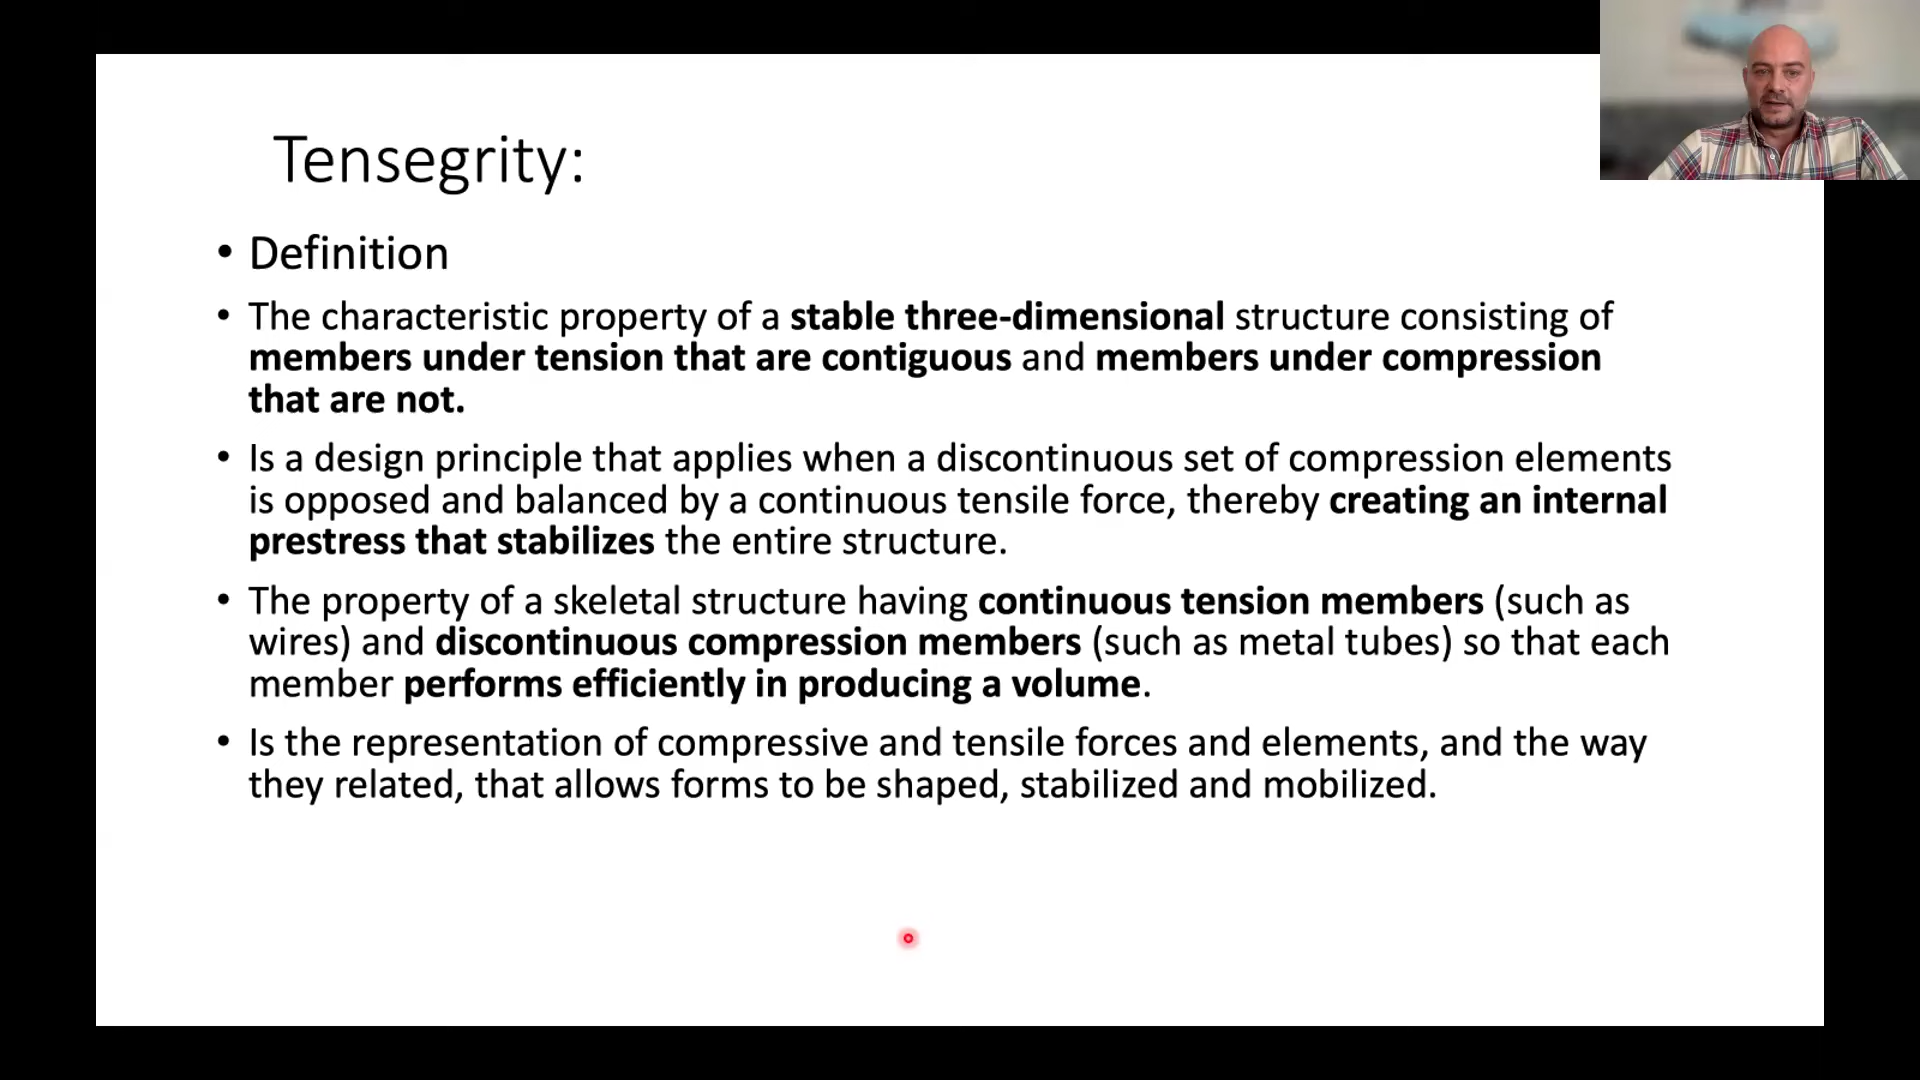 Tensegrity:
• Definition
• The characteristic property of a stable three-dimensional structure consisting of
members under tension that are contiguous and members under compression
that are not.
• Is a design principle that applies when a discontinuous set of compression elements
is opposed and balanced by a continuous tensile force, thereby creating an internal
prestress that stabilizes the entire structure.
• The property of a skeletal structure having continuous tension members (such as
wires) and discontinuous compression members (such as metal tubes) so that each
member performs efficiently in producing a volume.
• Is the representation of compressive and tensile forces and elements, and the way
they related, that allows forms to be shaped, stabilized and mobilized.